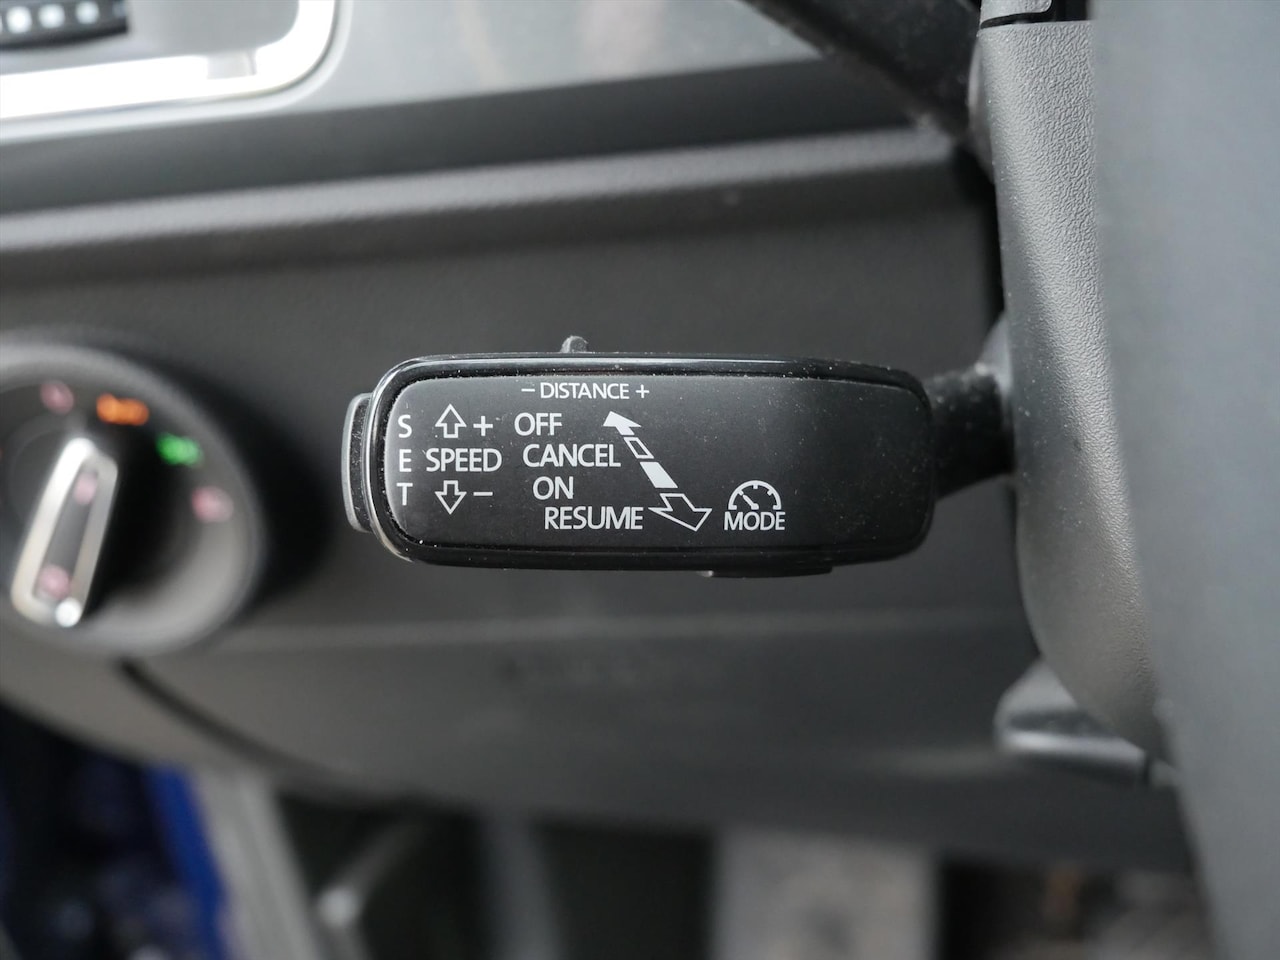 − DISTANCE +
S E T
+
SPEED
−
OFF
CANCEL
ON
RESUME
MODE